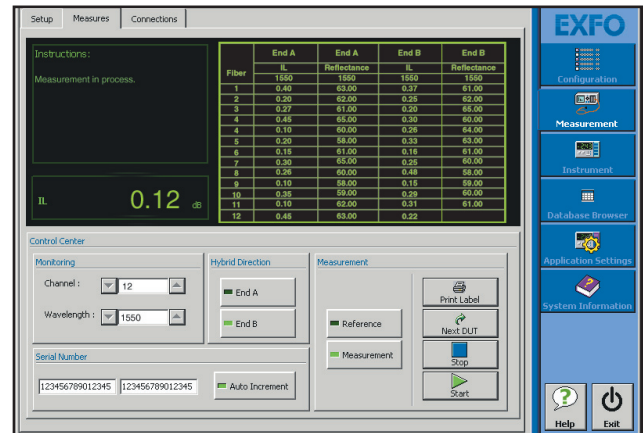 Setup Measures Connections
EXFO
Instructions:
Measurement in process.
IL 0.12 dB
Fiber End A End A End B End B
IL Reflectance IL Reflectance
1550 1550 1550 1550
1 0.40 63.00 0.37 61.00
2 0.20 62.00 0.25 62.00
3 0.27 61.00 0.20 65.00
4 0.45 65.00 0.30 60.00
4 0.10 60.00 0.26 64.00
5 0.20 58.00 0.33 63.00
6 0.15 61.00 0.16 61.00
7 0.30 65.00 0.25 60.00
8 0.26 60.00 0.48 58.00
9 0.10 58.00 0.15 59.00
10 0.35 59.00 0.29 60.00
11 0.10 62.00 0.31 61.00
12 0.45 63.00 0.22
Control Center
Monitoring
Channel : 12
Wavelength : 1550
Hybrid Direction
End A
End B
Measurement
Reference
Measurement
Print Label
Next DUT
Stop
Start
Serial Number
123456789012345 123456789012345
Auto Increment
Configuration
Measurement
Instrument
Database Browser
Application Settings
System Information
Help Exit